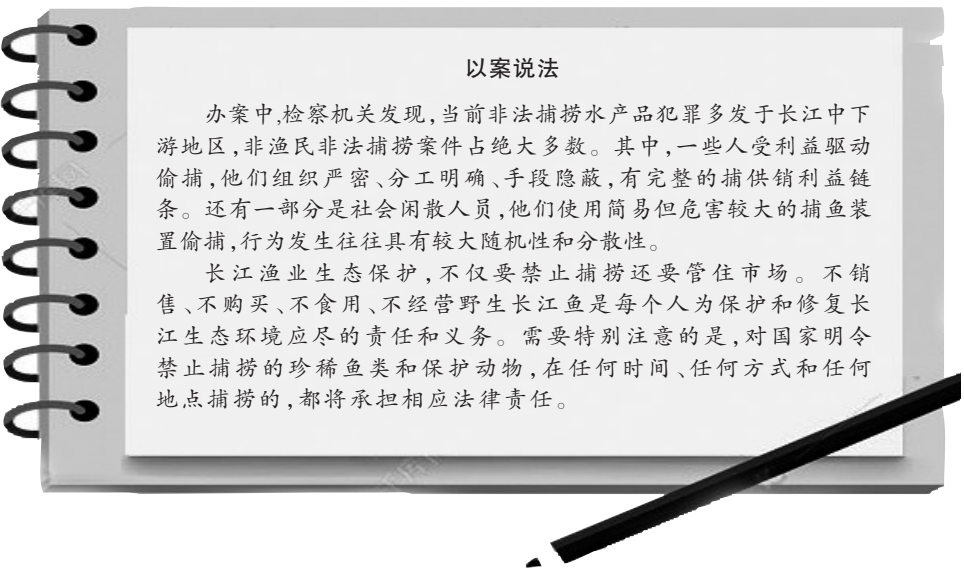 以案说法
办案中,检察机关发现,当前非法捕捞水产品犯罪多发于长江中下
游地区,非渔民非法捕捞案件占绝大多数。其中,一些人受利益驱动
偷捕,他们组织严密、分工明确、手段隐蔽,有完整的捕供销利益链
条。还有一部分是社会闲散人员,他们使用简易但危害较大的捕鱼装
置偷捕,行为发生往往具有较大随机性和分散性。
长江渔业生态保护,不仅要禁止捕捞还要管住市场。不销
售、不购买、不食用、不经营野生长江鱼是每个人为保护和修复长
江生态环境应尽的责任和义务。需要特别注意的是,对国家明令
禁止捕捞的珍稀鱼类和保护动物,在任何时间、任何方式和任何
地点捕捞的,都将承担相应法律责任。